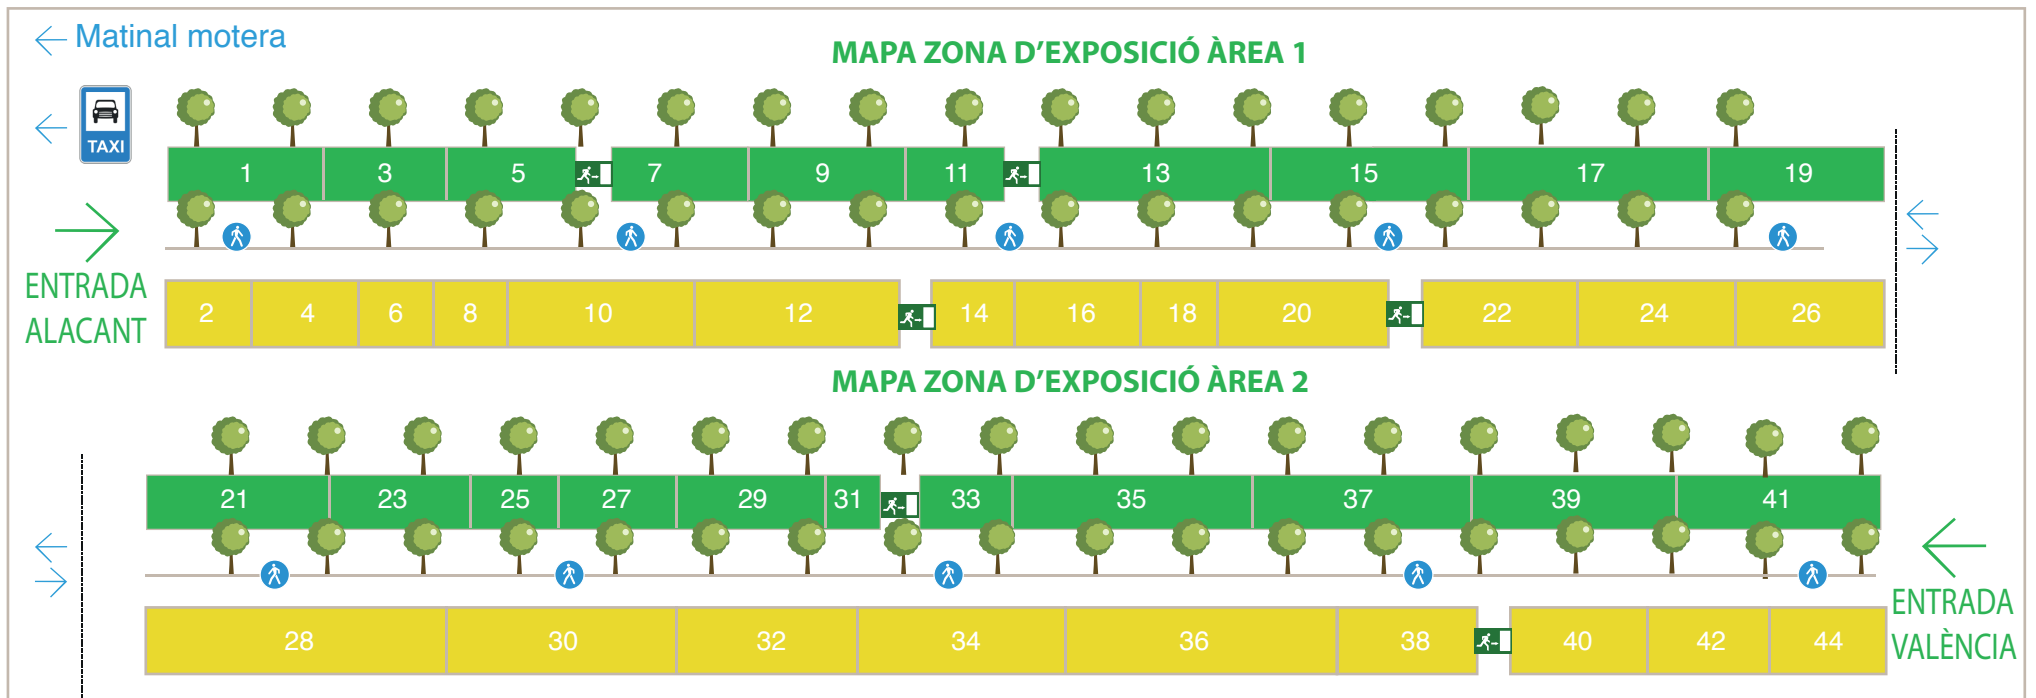 Matinal motera
MAPA ZONA D'EXPOSICIÓ ÀREA 1
TAXI
1 3 5 7 9 11 13 15 17 19
ENTRADA
ALACANT
2 4 6 8 10 12 14 16 18 20 22 24 26
MAPA ZONA D'EXPOSICIÓ ÀREA 2
21 23 25 27 29 31 33 35 37 39 41
ENTRADA
VALÈNCIA
28 30 32 34 36 38 40 42 44